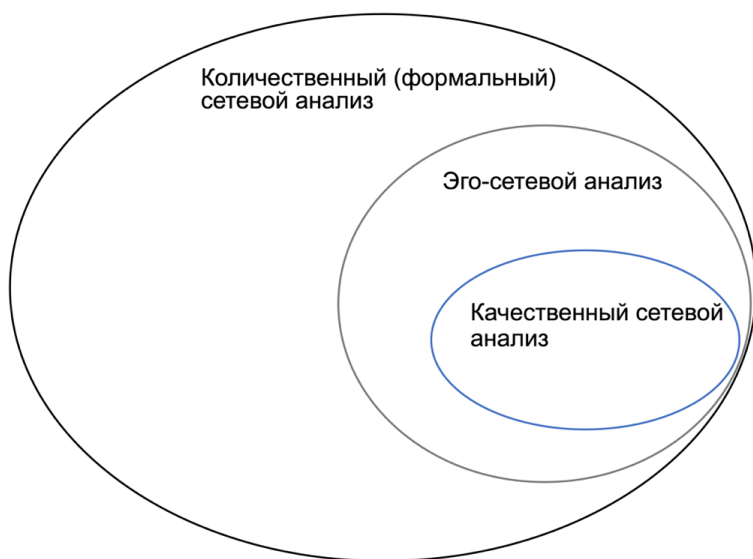 Количественный (формальный)
сетевой анализ
Эго-сетевой анализ
Качественный сетевой
анализ